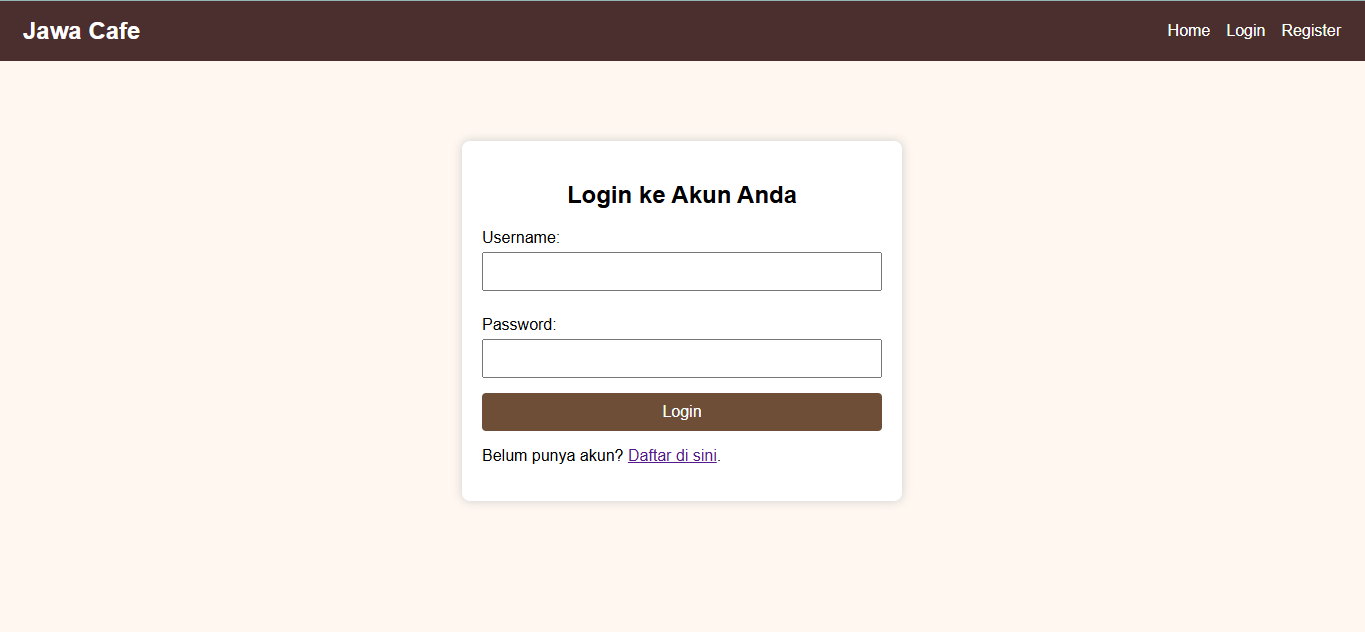 Jawa Cafe
Home Login Register
Login ke Akun Anda
Username:
Password:
Login
Belum punya akun? Daftar di sini.